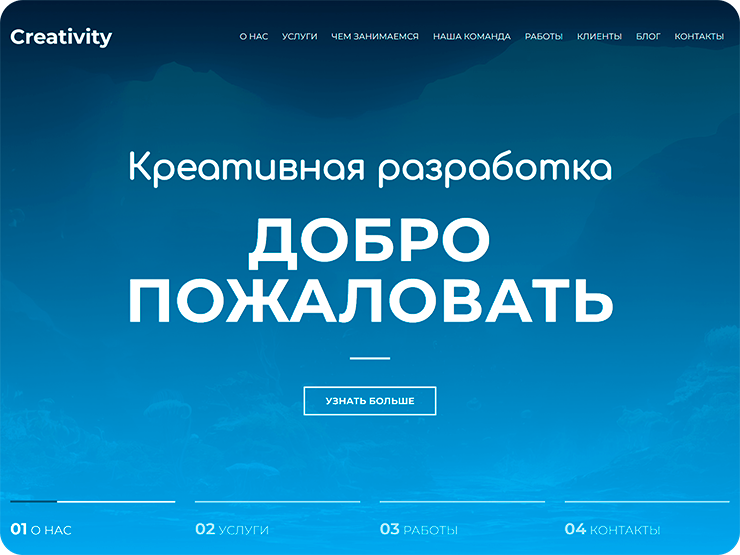 Creativity
О НАС УСЛУГИ ЧЕМ ЗАНИМАЕМСЯ НАША КОМАНДА РАБОТЫ КЛИЕНТЫ БЛОГ КОНТАКТЫ
Креативная разработка
ДОБРО
ПОЖАЛОВАТЬ
УЗНАТЬ БОЛЬШЕ
01 О НАС
02 УСЛУГИ
03 РАБОТЫ
04 КОНТАКТЫ